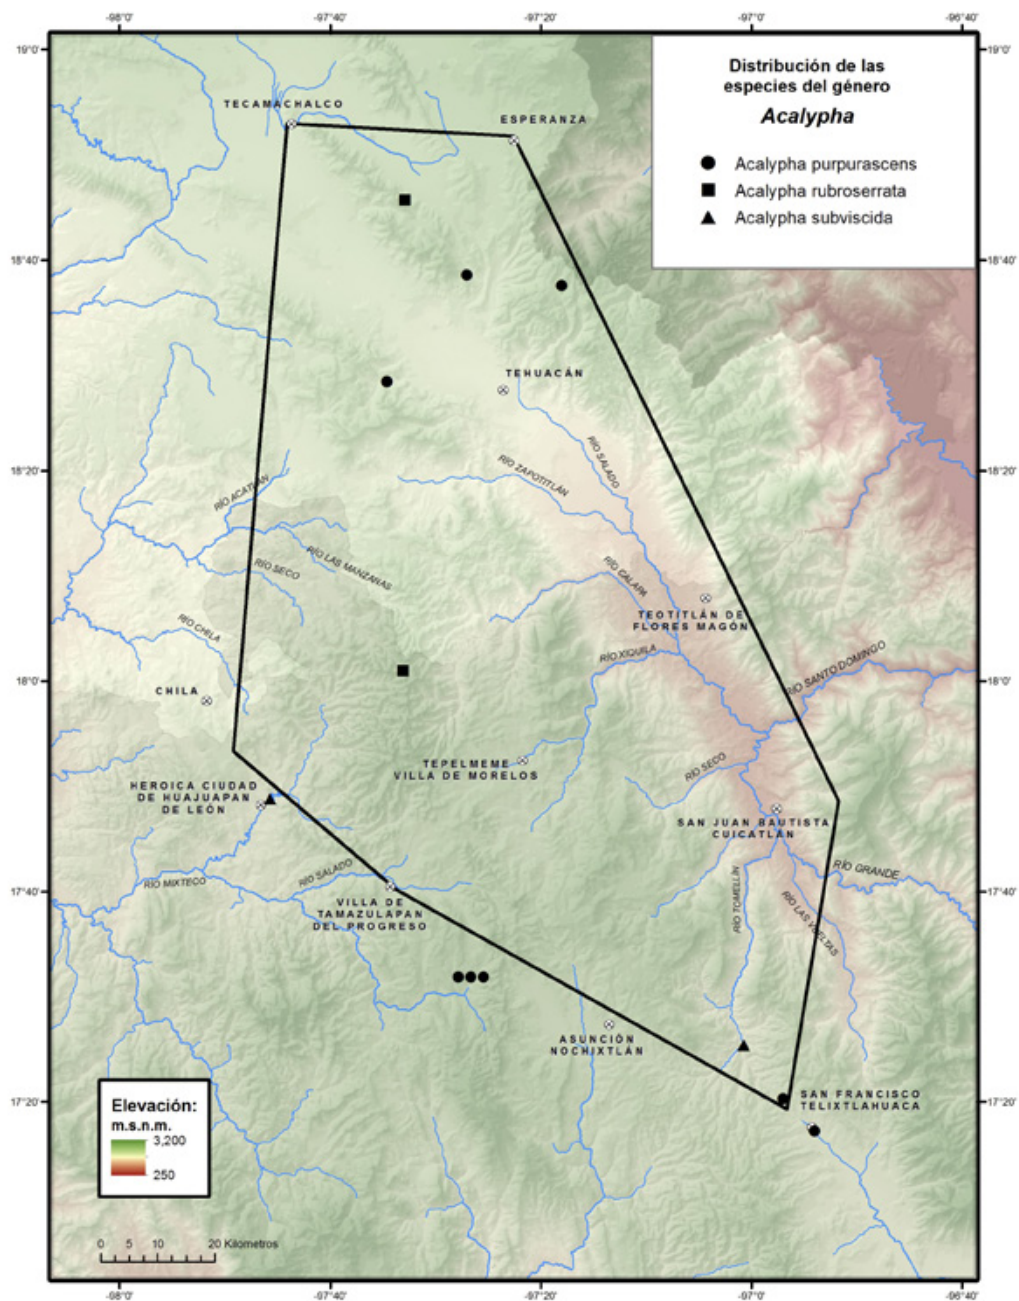 -98°0'
-97°40'
-97°20'
-97°0'
-96°40'
19°0'
19°0'
Distribución de las
especies del género
Acalypha
Acalypha purpurascens
Acalypha rubroserrata
Acalypha subviscida
TECAMACHALCO
ESPERANZA
18°40'
18°40'
TEHUACÁN
RÍO SALADO
RÍO ZAPOTITLÁN
18°20'
18°20'
RÍO ACATLÁN
RÍO LAS MANZARAS
RÍO SECO
RÍO CALAPA
TEOTITLÁN DE
FLORES MAGÓN
RÍO CHILA
RÍO XIQUILA
RÍO SANTO DOMINGO
18°0'
18°0'
CHILA
TEPELMEME
VILLA DE MORELOS
RÍO SECO
HEROICA CIUDAD
DE HUAJUAPAN
DE LEÓN
SAN JUAN BAUTISTA
CUICATLÁN
RÍO GRANDE
RÍO SALADO
RÍO MIXTECO
17°40'
17°40'
RÍO TOMELLÍN
RÍO LAS VUELTAS
VILLA DE
TAMAZULAPAN
DEL PROGRESO
ASUNCIÓN
NOCHIXTLÁN
SAN FRANCISCO
TELIXTLAHUACA
17°20'
17°20'
Elevación:
m.s.n.m.
3,200
250
0 5 10 20 Kilometros
-98°0'
-97°40'
-97°20'
-97°0'
-96°40'